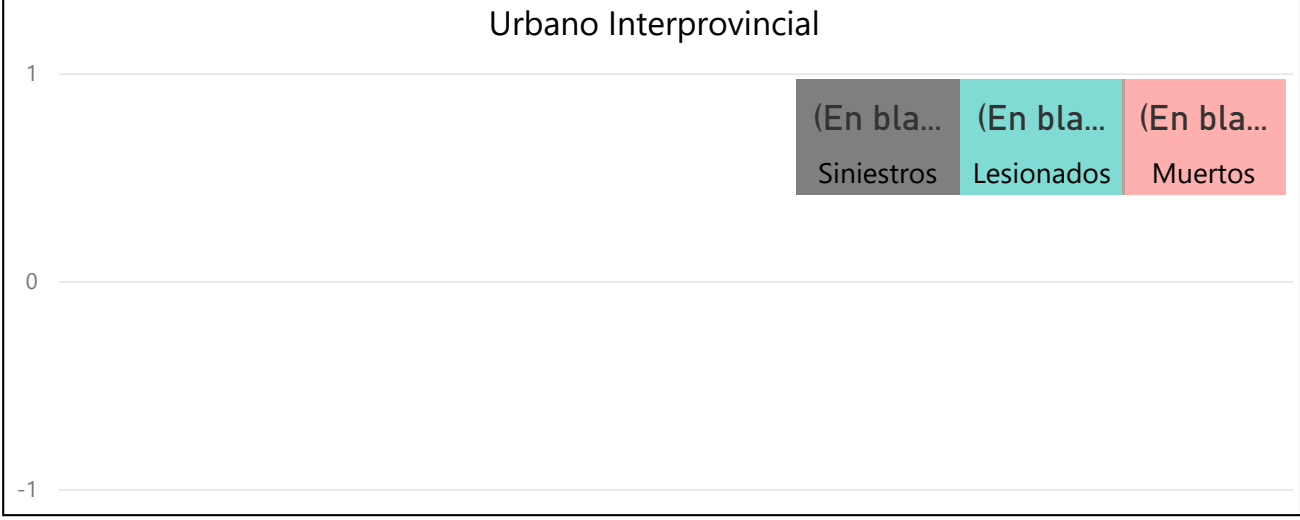 Urbano Interprovincial
1
(En bla... (En bla... (En bla...
Siniestros Lesionados Muertos
0
-1